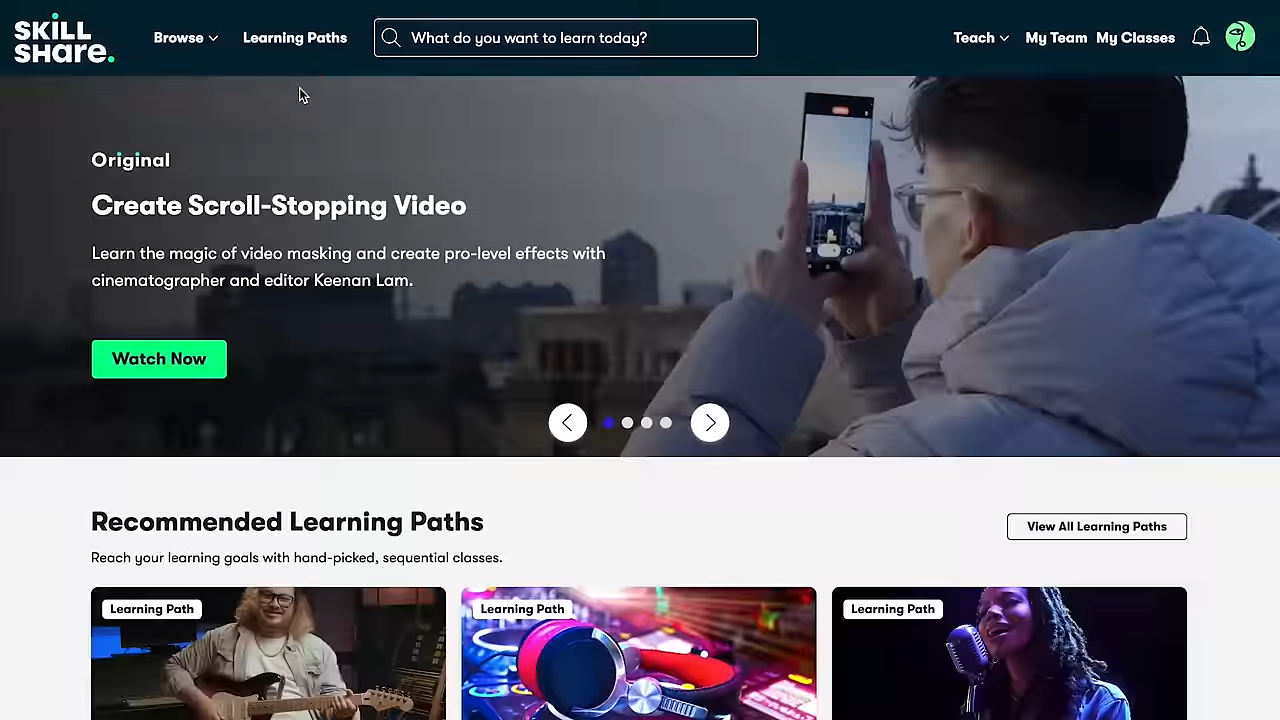 SKILL
SHare.
Browse
Learning Paths
What do you want to learn today?
Teach
My Team
My Classes
Original
Create Scroll-Stopping Video
Learn the magic of video masking and create pro-level effects with
cinematographer and editor Keenan Lam.
Watch Now
Recommended Learning Paths
View All Learning Paths
Reach your learning goals with hand-picked, sequential classes.
Learning Path
Learning Path
Learning Path